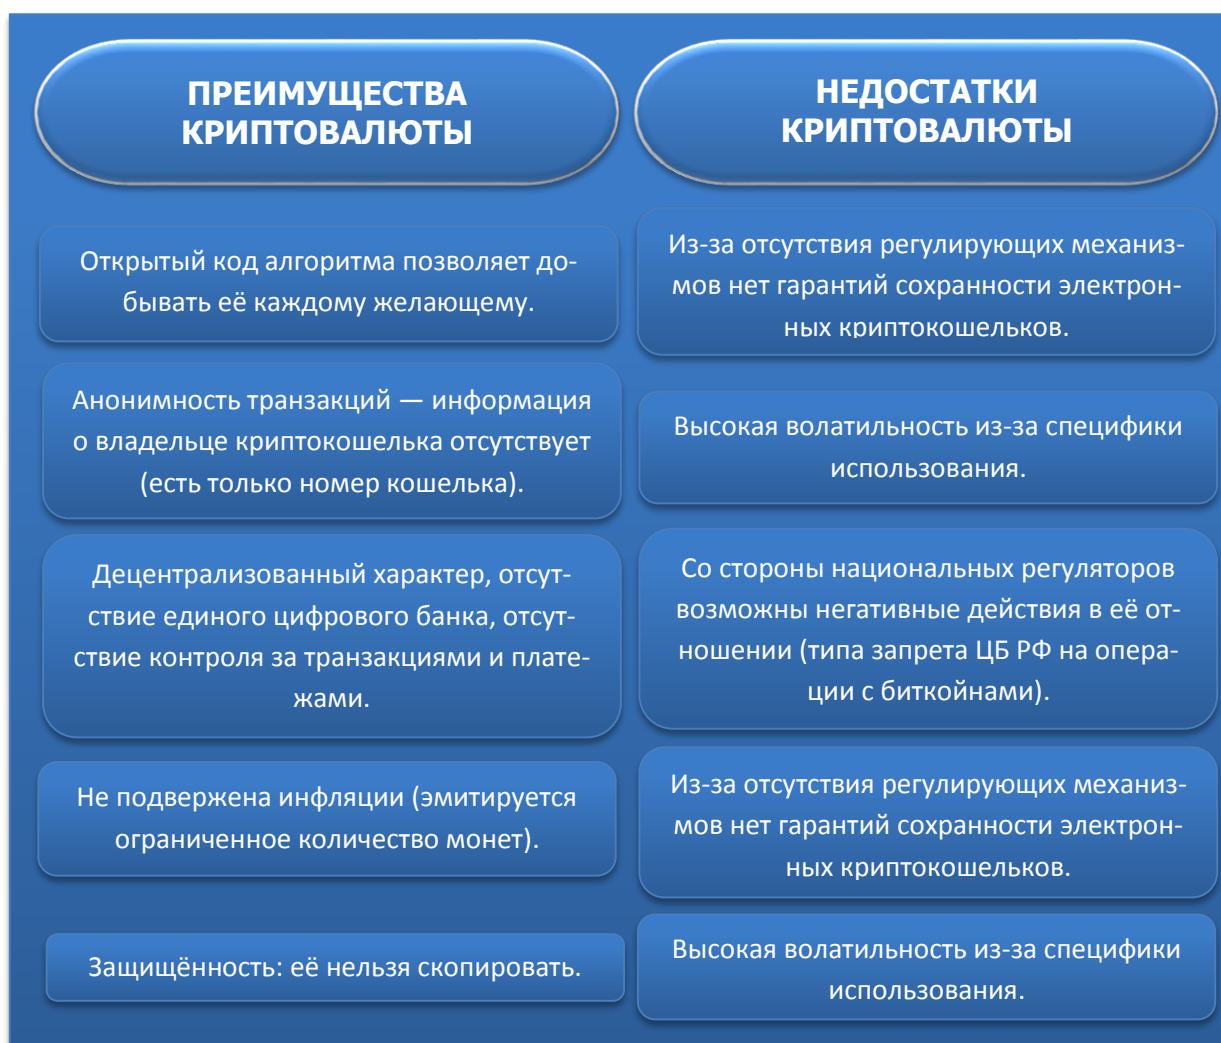 ПРЕИМУЩЕСТВА
КРИПТОВАЛЮТЫ
Открытый код алгоритма позволяет до-
бывать её каждому желающему.
Анонимность транзакций — информация
о владельце криптокошелька отсутствует
(есть только номер кошелька).
Децентрализованный характер, отсут-
ствие единого цифрового банка, отсут-
ствие контроля за транзакциями и плате-
жами.
Не подвержена инфляции (эмитируется
ограниченное количество монет).
Защищённость: её нельзя скопировать.
НЕДОСТАТКИ
КРИПТОВАЛЮТЫ
Из-за отсутствия регулирующих механиз-
мов нет гарантий сохранности электрон-
ных криптокошельков.
Высокая волатильность из-за специфики
использования.
Со стороны национальных регуляторов
возможны негативные действия в её от-
ношении (типа запрета ЦБ РФ на опера-
ции с биткойнами).
Из-за отсутствия регулирующих механиз-
мов нет гарантий сохранности электрон-
ных криптокошельков.
Высокая волатильность из-за специфики
использования.